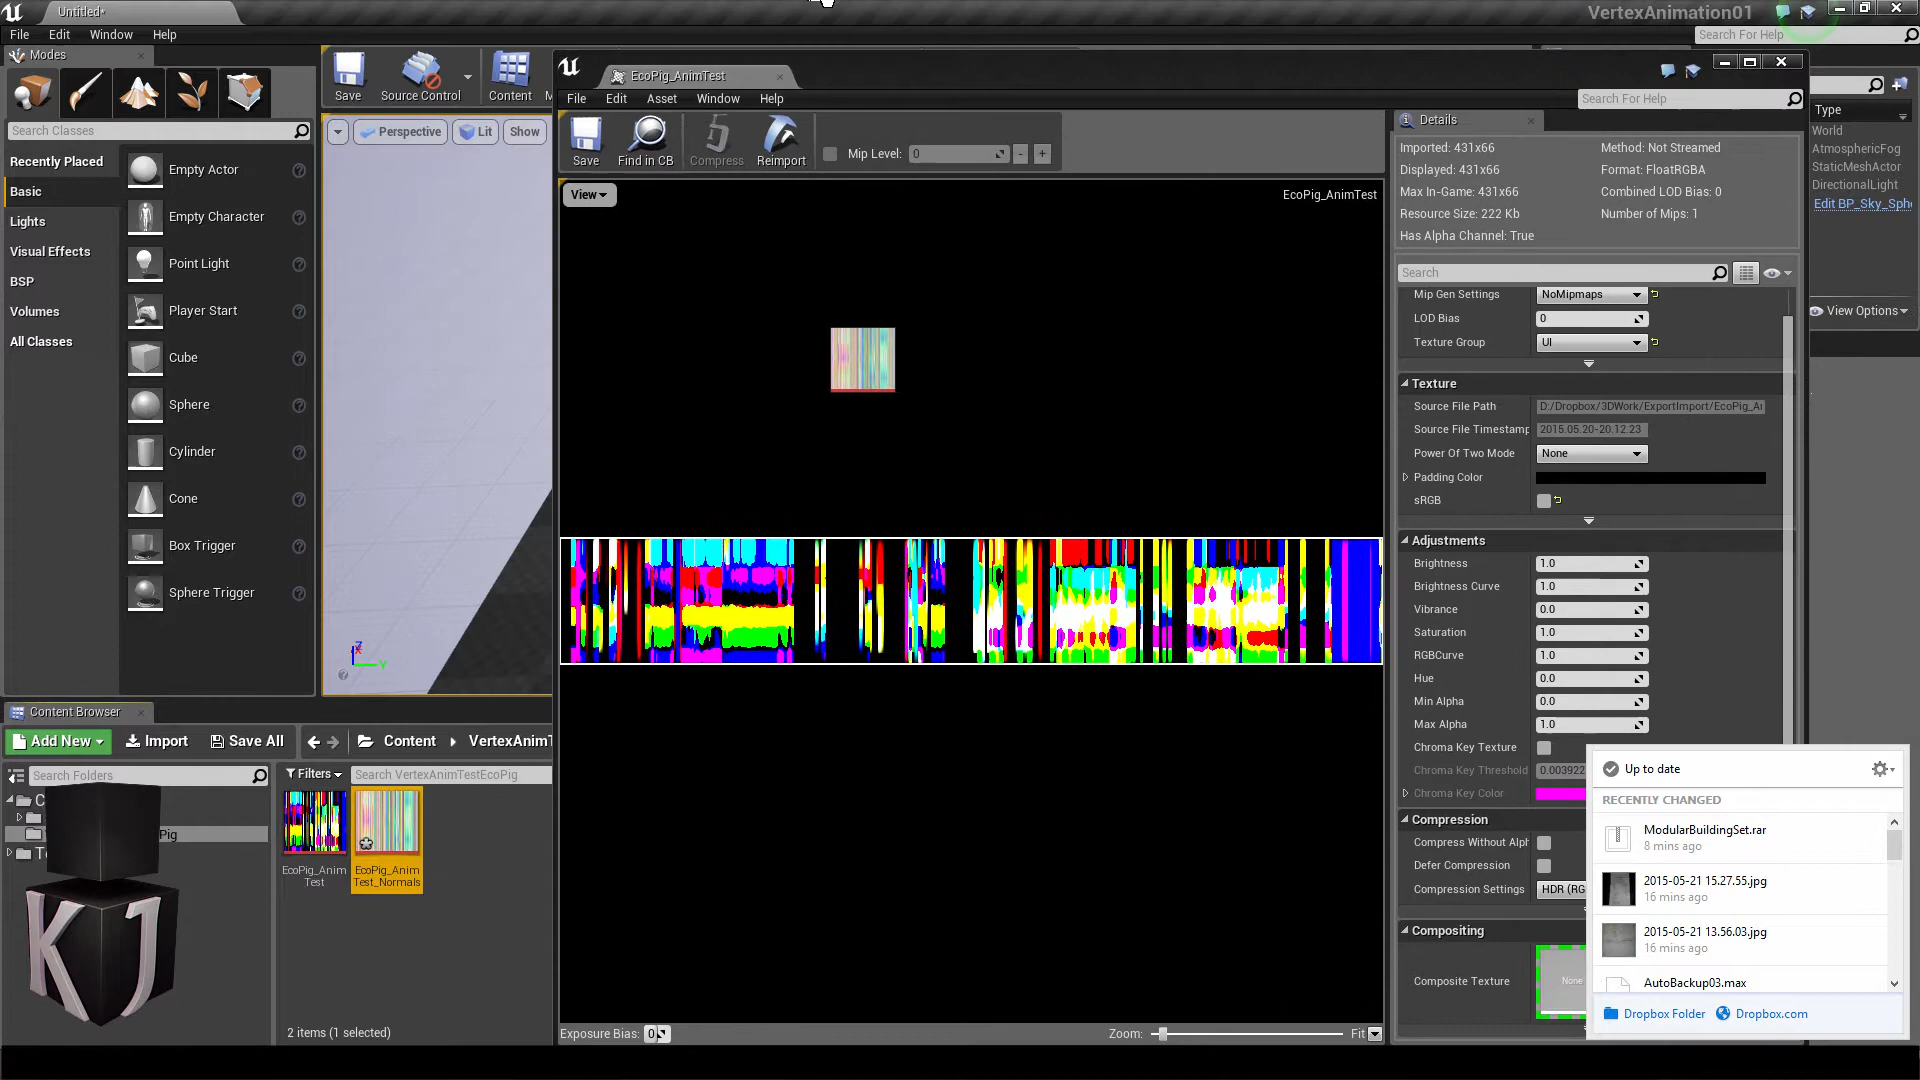 Untitled*
VertexAnimation01
File Edit Window Help
Search For Help
Modes
Search Classes
Recently Placed
Basic
Lights
Visual Effects
BSP
Volumes
All Classes
Empty Actor
Empty Character
Point Light
Player Start
Cube
Sphere
Cylinder
Cone
Box Trigger
Sphere Trigger
Save
Source Control
Content
Perspective
Lit
Show
Z
Y
EcoPig_AnimTest
File Edit Asset Window Help
Search For Help
Save
Find in CB
Compress
Reimport
Mip Level: 0 - +
View
EcoPig_AnimTest
Exposure Bias: 0
Zoom:
Fit
Details
Imported: 431x66
Method: Not Streamed
Displayed: 431x66
Format: FloatRGBA
Max In-Game: 431x66
Combined LOD Bias: 0
Resource Size: 222 Kb
Number of Mips: 1
Has Alpha Channel: True
Search
Mip Gen Settings NoMipmaps
LOD Bias 0
Texture Group UI
Texture
Source File Path D:/Dropbox/3DWork/ExportImport/EcoPig_A
Source File Timestamp 2015.05.20-20.12.23
Power Of Two Mode None
Padding Color
sRGB
Adjustments
Brightness 1.0
Brightness Curve 1.0
Vibrance 0.0
Saturation 1.0
RGBCurve 1.0
Hue 0.0
Min Alpha 0.0
Max Alpha 1.0
Chroma Key Texture
Chroma Key Threshold 0.003922
Chroma Key Color
Compression
Compress Without Alph
Defer Compression
Compression Settings HDR (RG
Compositing
Composite Texture
None
Type
World
AtmosphericFog
StaticMeshActor
DirectionalLight
Edit BP_Sky_Sph
View Options
Content Browser
Add New
Import
Save All
Content
VertexAnimT
Search Folders
Filters
Search VertexAnimTestEcoPig
C
Pig
T
EcoPig_Anim
Test
EcoPig_Anim
Test_Normals
2 items (1 selected)
KJ
Up to date
RECENTLY CHANGED
ModularBuildingSet.rar
8 mins ago
2015-05-21 15.27.55.jpg
16 mins ago
2015-05-21 13.56.03.jpg
16 mins ago
AutoBackup03.max
Dropbox Folder
Dropbox.com